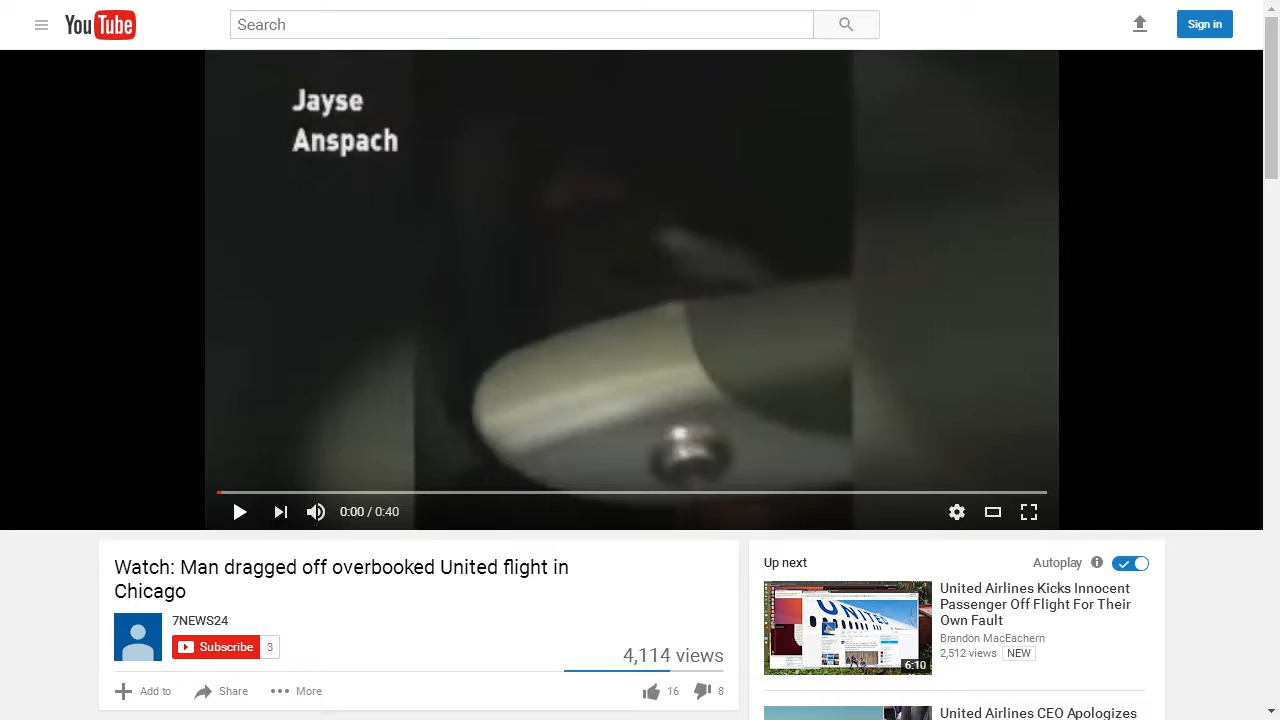 YouTube
Search
Sign in
Jayse
Anspach
0:00 / 0:40
Watch: Man dragged off overbooked United flight in
Chicago
7NEWS24
Subscribe 3
4,114 views
Add to Share More 16 8
Up next Autoplay
United Airlines Kicks Innocent
Passenger Off Flight For Their
Own Fault
Brandon MacEachern
2,512 views NEW
6:10
United Airlines CEO Apologizes